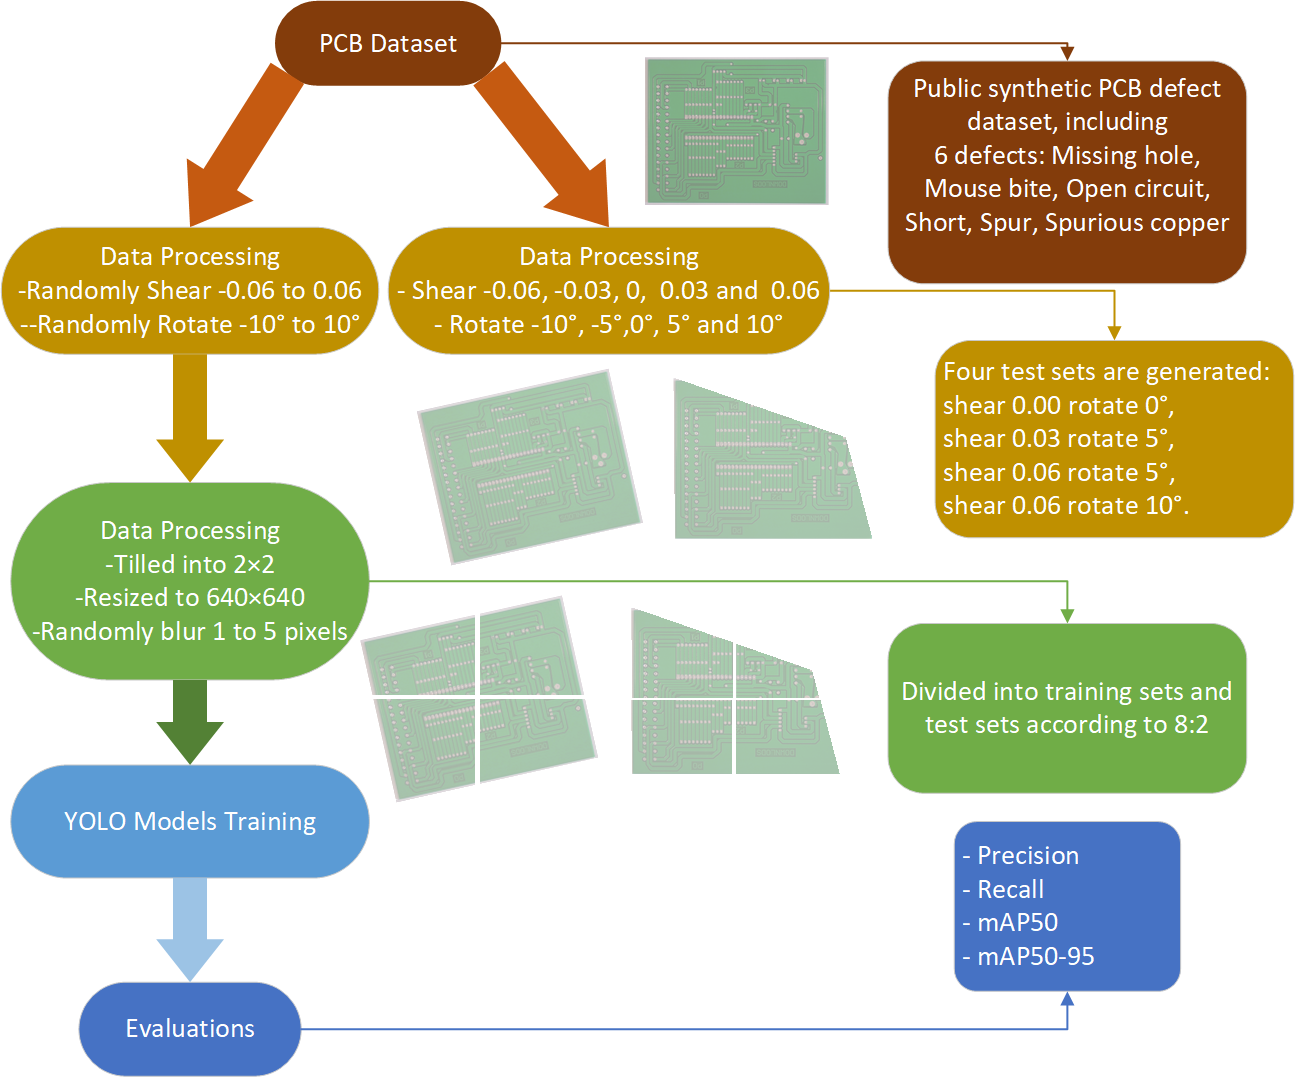 PCB Dataset
Public synthetic PCB defect
dataset, including
6 defects: Missing hole,
Mouse bite, Open circuit,
Short, Spur, Spurious copper
Data Processing
-Randomly Shear -0.06 to 0.06
--Randomly Rotate -10° to 10°
Data Processing
- Shear -0.06, -0.03, 0,  0.03 and  0.06
- Rotate -10°, -5°,0°, 5° and 10°
Four test sets are generated:
shear 0.00 rotate 0°,
shear 0.03 rotate 5°,
shear 0.06 rotate 5°,
shear 0.06 rotate 10°.
Data Processing
-Tilled into 2×2
-Resized to 640×640
-Randomly blur 1 to 5 pixels
Divided into training sets and
test sets according to 8:2
YOLO Models Training
- Precision
- Recall
- mAP50
- mAP50-95
Evaluations